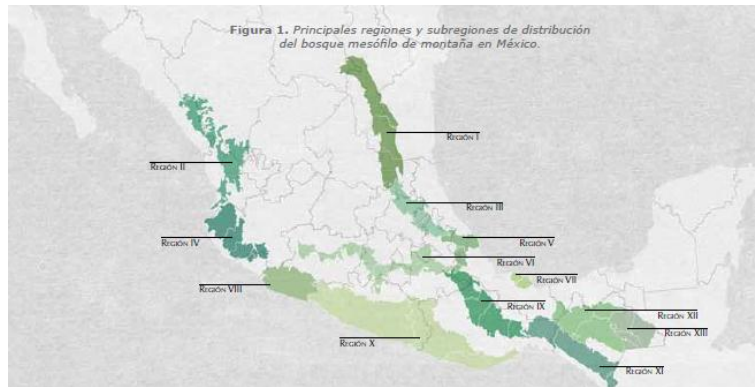 Figura 1. Principales regiones y subregiones de distribución
del bosque mesófilo de montaña en México.
Región I
Región II
Región III
Región IV
Región V
Región VI
Región VII
Región VIII
Región IX
Región XII
Región XIII
Región X
Región XI